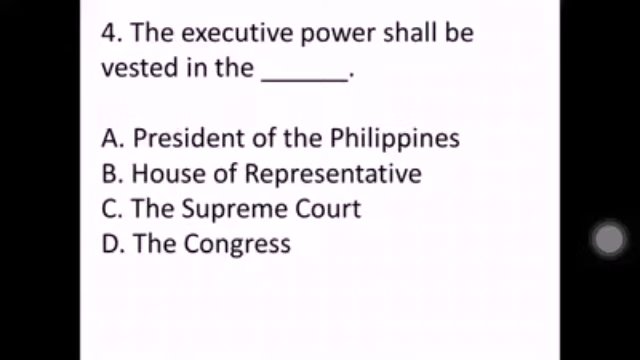 4. The executive power shall be
vested in the ______.
A. President of the Philippines
B. House of Representative
C. The Supreme Court
D. The Congress